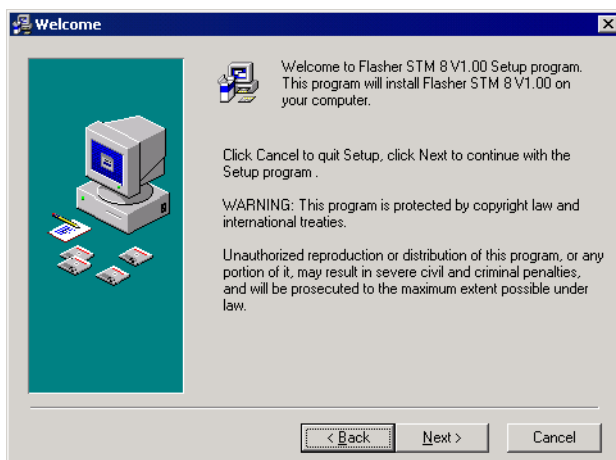 Welcome
Welcome to Flasher STM 8 V1.00 Setup program.
This program will install Flasher STM 8 V1.00 on
your computer.
Click Cancel to quit Setup, click Next to continue with the
Setup program .
WARNING: This program is protected by copyright law and
international treaties.
Unauthorized reproduction or distribution of this program, or any
portion of it, may result in severe civil and criminal penalties,
and will be prosecuted to the maximum extent possible under
law.
< Back
Next >
Cancel